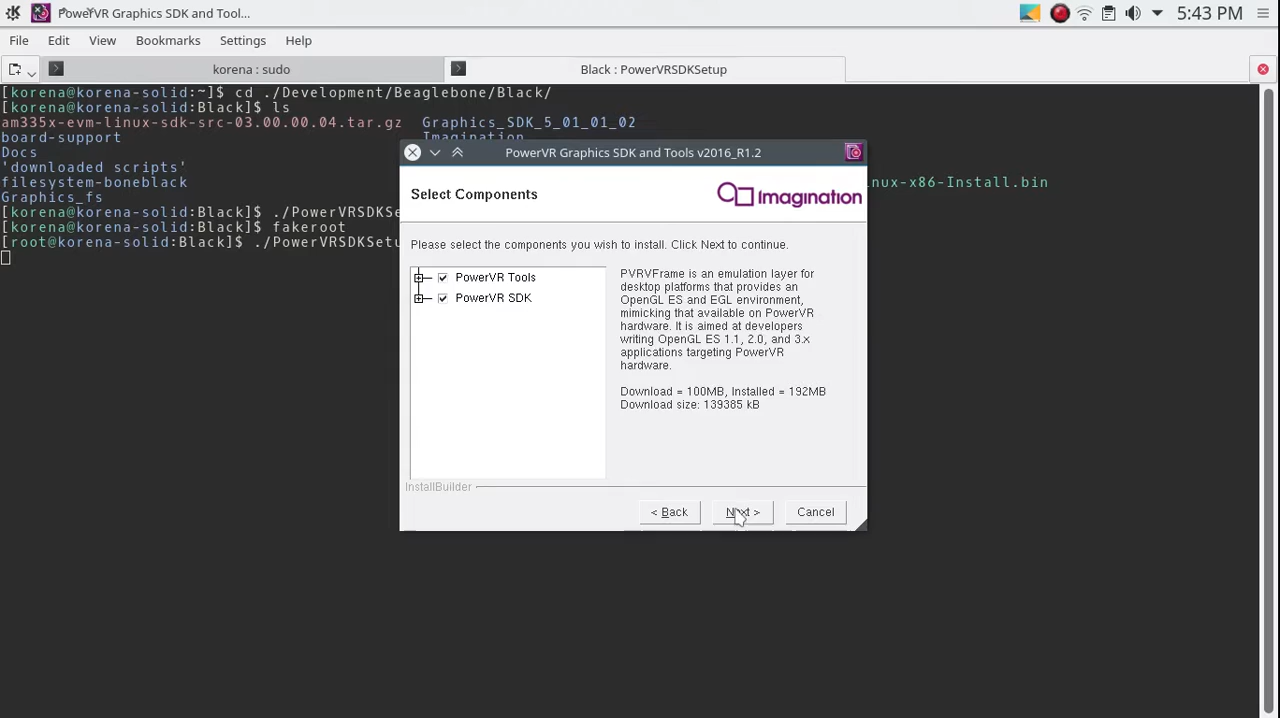 PowerVR Graphics SDK and Tools...
5:43 PM
File Edit View Bookmarks Settings Help
korena : sudo
Black : PowerVRSDKSetup
[korena@korena-solid:~]$ cd ./Development/Beaglebone/Black/
[korena@korena-solid:Black]$ ls
am335x-evm-linux-sdk-src-03.00.00.04.tar.gz Graphics_SDK_5_01_01_02
board-support Imagination
Docs
'downloaded scripts'
filesystem-boneblack inux-x86-Install.bin
Graphics_fs
[korena@korena-solid:Black]$ ./PowerVRSDKSe
[korena@korena-solid:Black]$ fakeroot
[root@korena-solid:Black]$ ./PowerVRSDKSetu
PowerVR Graphics SDK and Tools v2016_R1.2
Select Components
Imagination
Please select the components you wish to install. Click Next to continue.
PowerVR Tools
PowerVR SDK
PVRVFrame is an emulation layer for
desktop platforms that provides an
OpenGL ES and EGL environment,
mimicking that available on PowerVR
hardware. It is aimed at developers
writing OpenGL ES 1.1, 2.0, and 3.x
applications targeting PowerVR
hardware.
Download = 100MB, Installed = 192MB
Download size: 139385 kB
InstallBuilder
< Back
Next >
Cancel